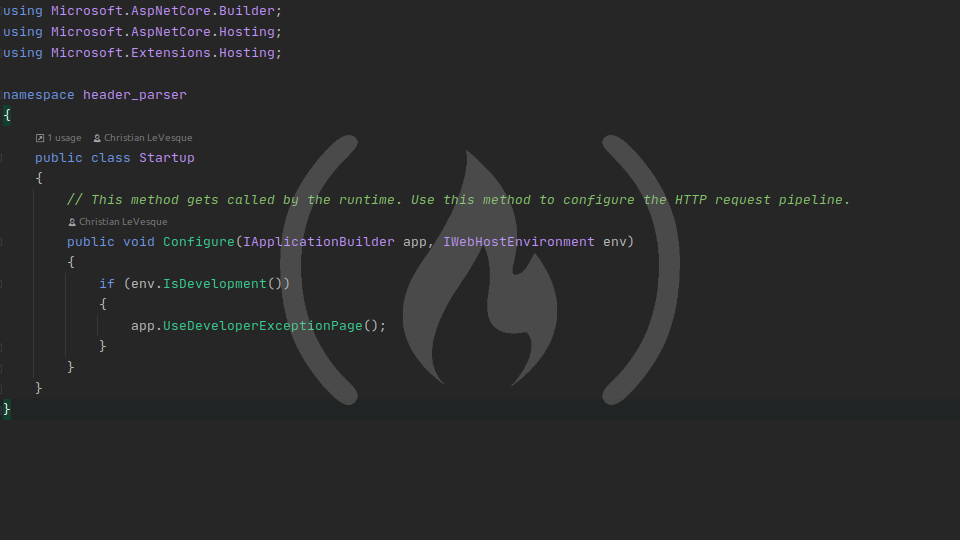 using Microsoft.AspNetCore.Builder;
using Microsoft.AspNetCore.Hosting;
using Microsoft.Extensions.Hosting;
namespace header_parser
{
1 usage Christian LeVesque
public class Startup
{
// This method gets called by the runtime. Use this method to configure the HTTP request pipeline.
Christian LeVesque
public void Configure(IApplicationBuilder app, IWebHostEnvironment env)
{
if (env.IsDevelopment())
{
app.UseDeveloperExceptionPage();
}
}
}
}